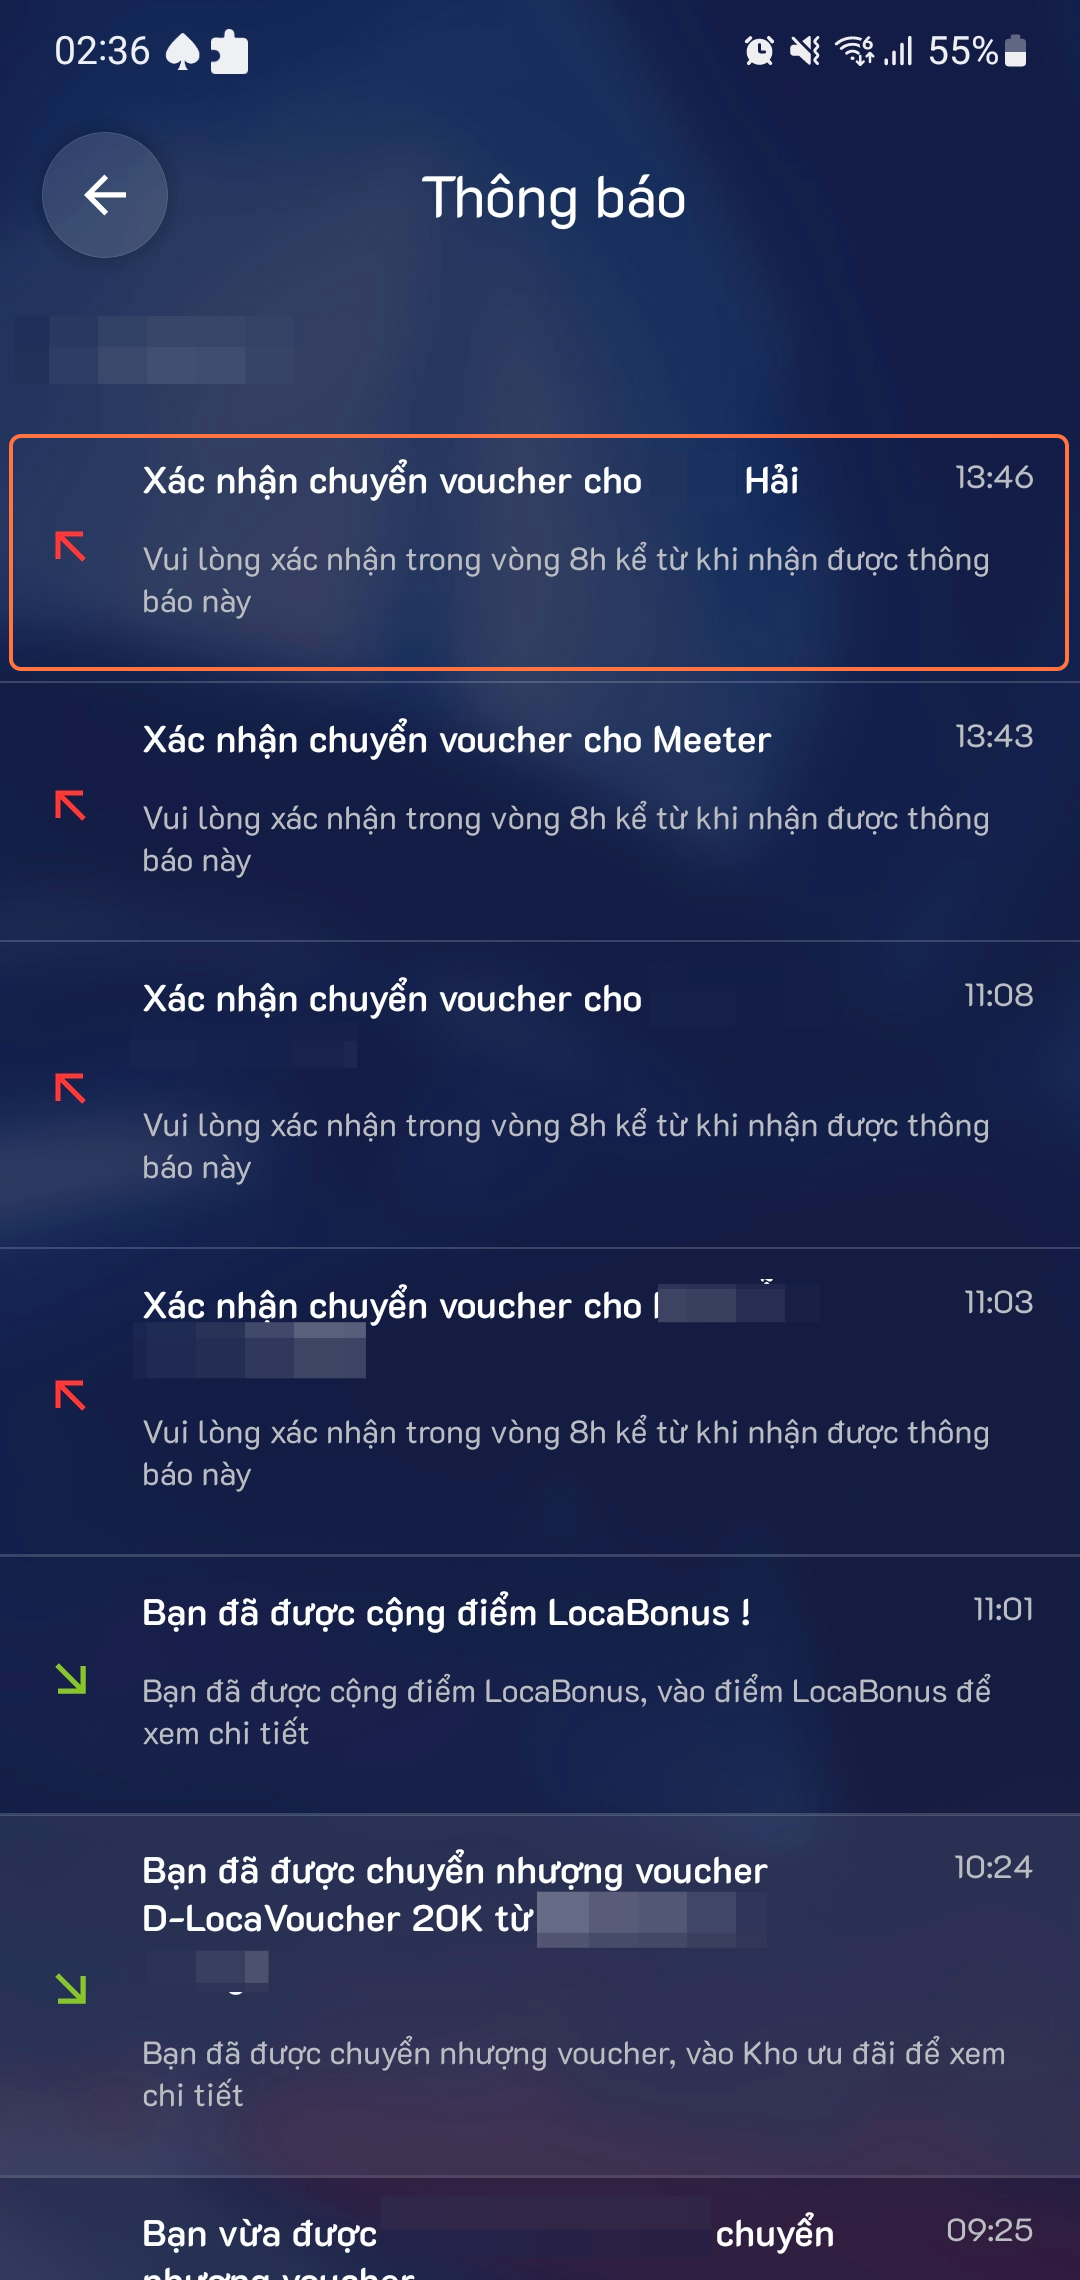 02:36 55%
Thông báo
Xác nhận chuyển voucher cho Hải 13:46
Vui lòng xác nhận trong vòng 8h kể từ khi nhận được thông
báo này
Xác nhận chuyển voucher cho Meeter 13:43
Vui lòng xác nhận trong vòng 8h kể từ khi nhận được thông
báo này
Xác nhận chuyển voucher cho 11:08
Vui lòng xác nhận trong vòng 8h kể từ khi nhận được thông
báo này
Xác nhận chuyển voucher cho 11:03
Vui lòng xác nhận trong vòng 8h kể từ khi nhận được thông
báo này
Bạn đã được cộng điểm LocaBonus ! 11:01
Bạn đã được cộng điểm LocaBonus, vào điểm LocaBonus để
xem chi tiết
Bạn đã được chuyển nhượng voucher 10:24
D-LocaVoucher 20K từ
Bạn đã được chuyển nhượng voucher, vào Kho ưu đãi để xem
chi tiết
Bạn vừa được chuyển 09:25
nhượng voucher